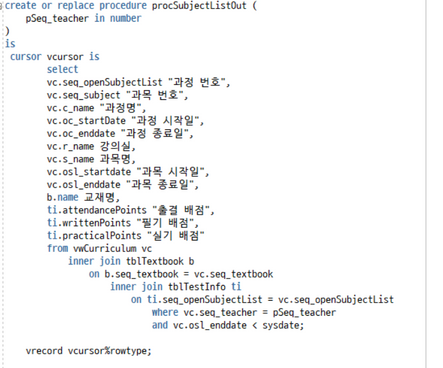 create or replace procedure procSubjectListOut (
pSeq_teacher in number
)
is
cursor vcursor is
select
vc.seq_openSubjectList "과정 번호",
vc.seq_subject "과목 번호",
vc.c_name "과정명",
vc.oc_startDate "과정 시작일",
vc.oc_enddate "과정 종료일",
vc.r_name 강의실,
vc.s_name 과목명,
vc.osl_startdate "과목 시작일",
vc.osl_enddate "과목 종료일",
b.name 교재명,
ti.attendancePoints "출결 배점",
ti.writtenPoints "필기 배점",
ti.practicalPoints "실기 배점"
from vwCurriculum vc
inner join tblTextbook b
on b.seq_textbook = vc.seq_textbook
inner join tblTestInfo ti
on ti.seq_openSubjectList = vc.seq_openSubjectList
where vc.seq_teacher = pSeq_teacher
and vc.osl_enddate < sysdate;
vrecord vcursor%rowtype;